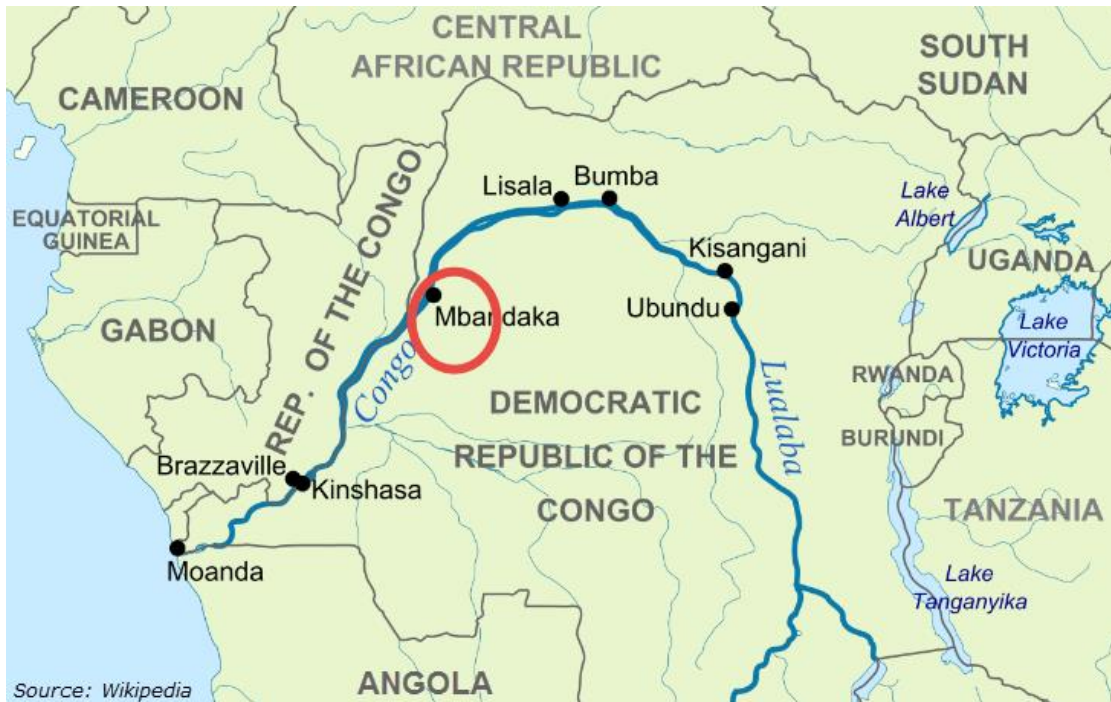 CENTRAL
AFRICAN REPUBLIC
SOUTH
SUDAN
CAMEROON
REP. OF THE CONGO
Lisala
Bumba
Lake
Albert
EQUATORIAL
GUINEA
Kisangani
UGANDA
Mbandaka
Ubundu
GABON
Lake
Victoria
Congo
Lualaba
RWANDA
DEMOCRATIC
REPUBLIC OF THE
CONGO
BURUNDI
Brazzaville
Kinshasa
TANZANIA
Moanda
Lake
Tanganyika
ANGOLA
Source: Wikipedia